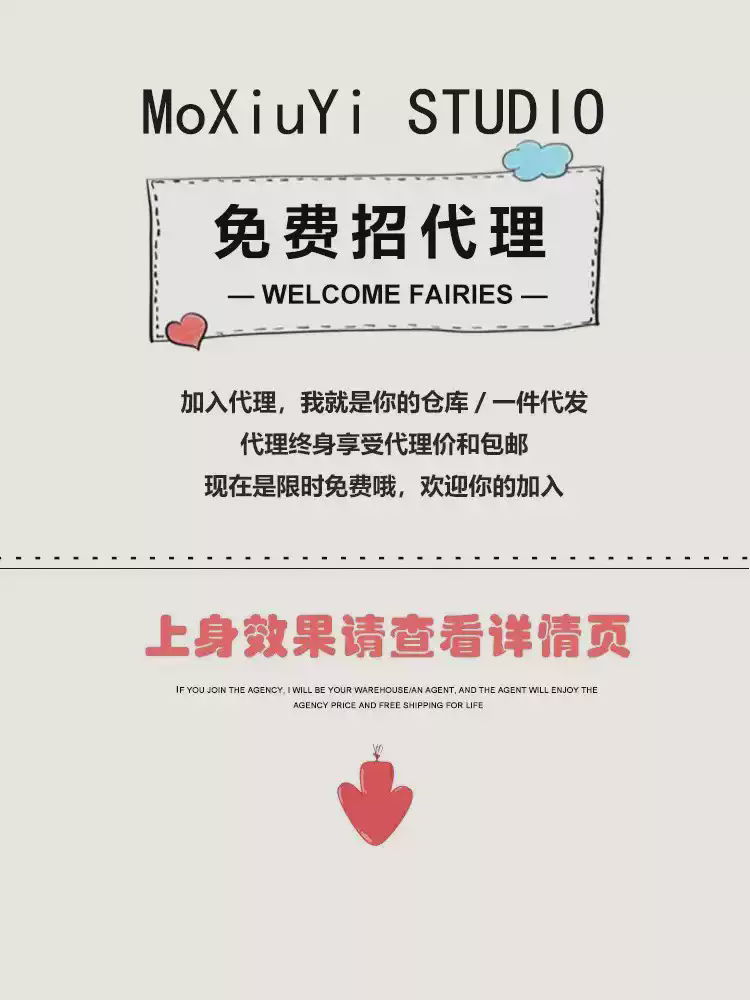 MoXiuYi STUDIO
免费招代理
— WELCOME FAIRIES —
加入代理，我就是你的仓库 / 一件代发
代理终身享受代理价和包邮
现在是限时免费哦，欢迎你的加入
上身效果请查看详情页
IF YOU JOIN THE AGENCY, I WILL BE YOUR WAREHOUSE/AN AGENT, AND THE AGENT WILL ENJOY THE
AGENCY PRICE AND FREE SHIPPING FOR LIFE